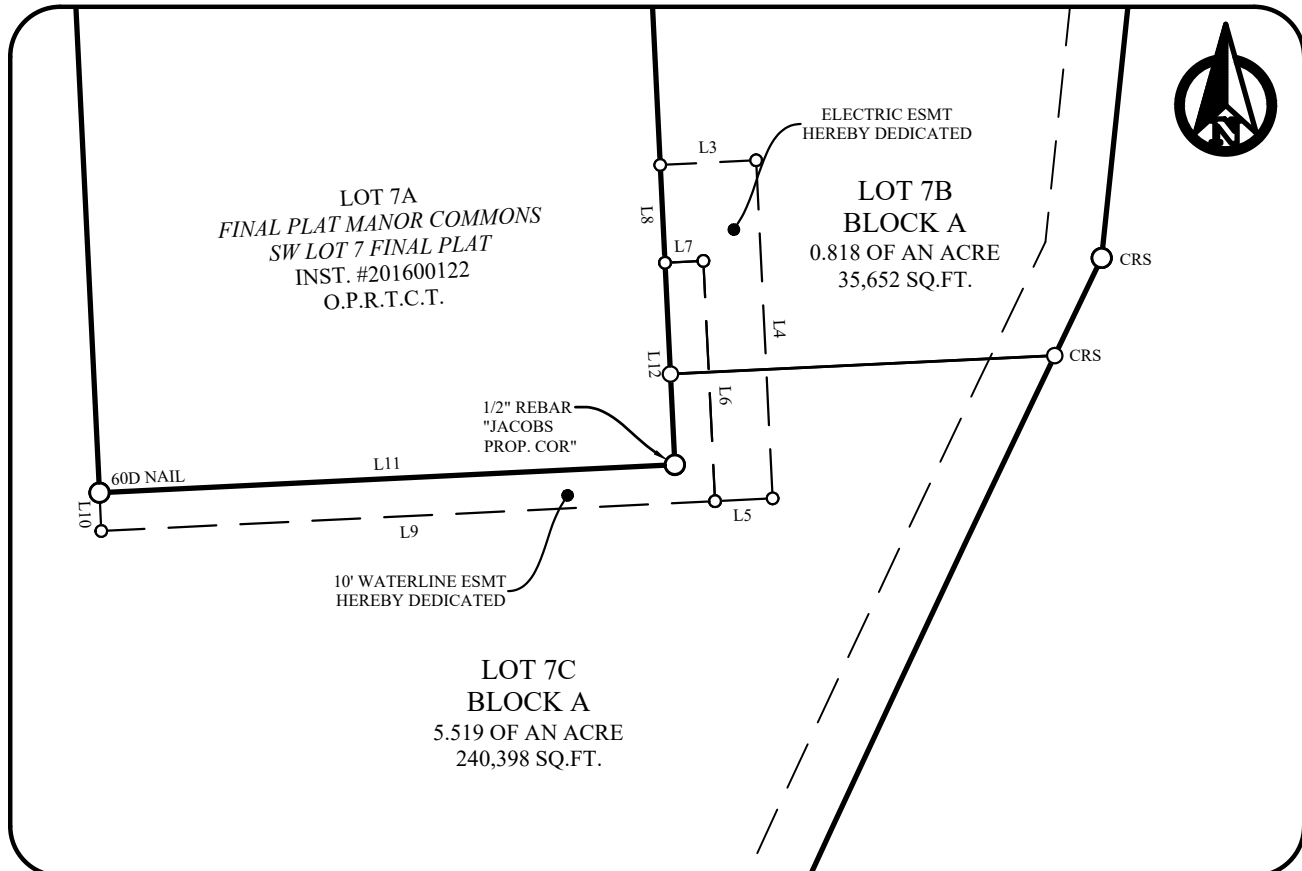 ELECTRIC ESMT
HEREBY DEDICATED
N
L3
LOT 7A
FINAL PLAT MANOR COMMONS
SW LOT 7 FINAL PLAT
INST. #201600122
O.P.R.T.C.T.
L8
LOT 7B
BLOCK A
0.818 OF AN ACRE
35,652 SQ.FT.
L7
CRS
L4
L12
CRS
L6
1/2" REBAR
"JACOBS
PROP. COR"
60D NAIL
L11
L10
L9
L5
10' WATERLINE ESMT
HEREBY DEDICATED
LOT 7C
BLOCK A
5.519 OF AN ACRE
240,398 SQ.FT.